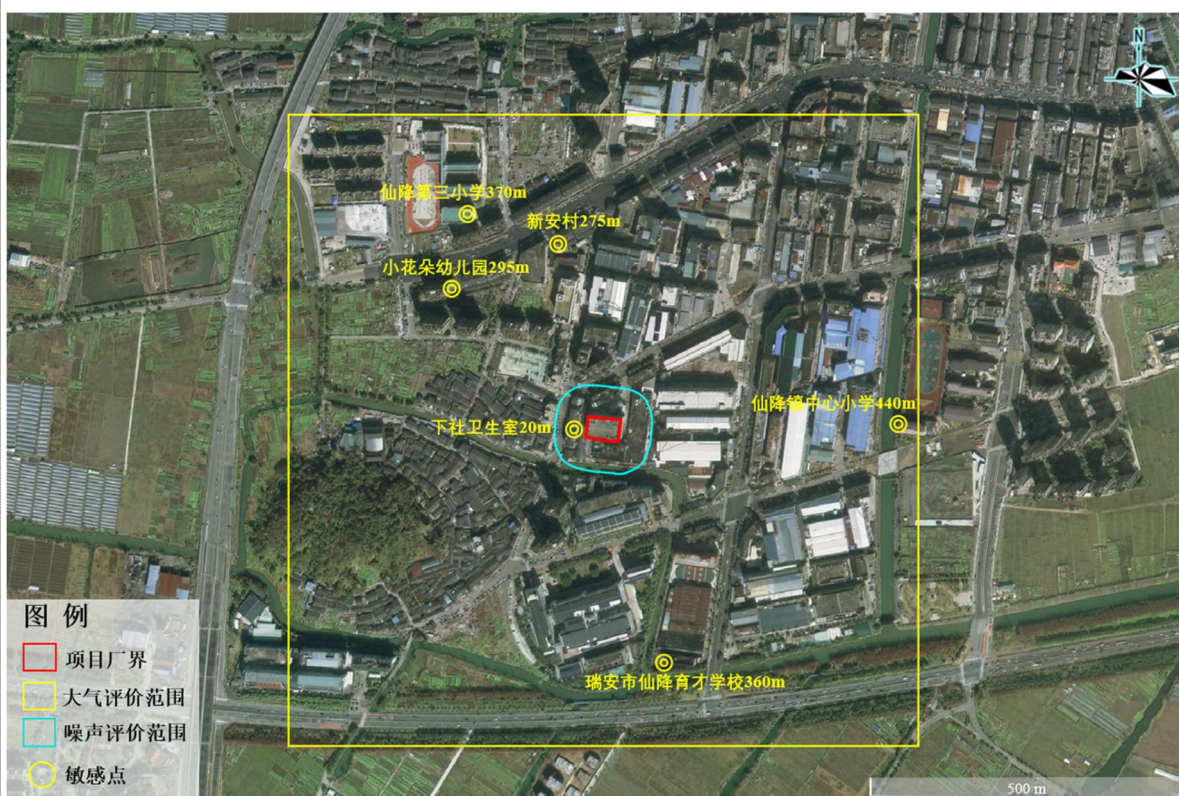 N
仙降第三小学370m
新安村275m
小花朵幼儿园295m
仙降镇中心小学440m
下社卫生室20m
瑞安市仙降育才学校360m
图 例
项目厂界
大气评价范围
噪声评价范围
敏感点
500 m